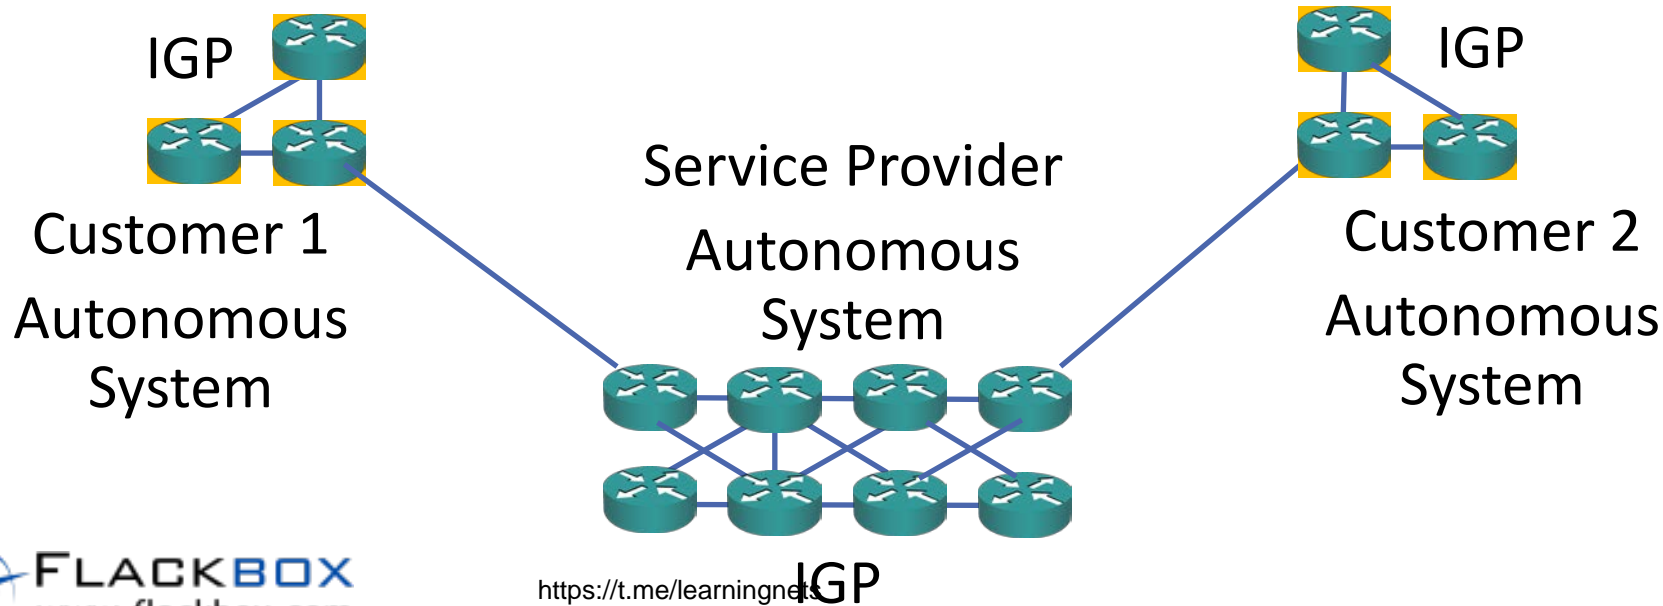 IGP
IGP
Service Provider
Autonomous
System
Customer 1
Autonomous
System
Customer 2
Autonomous
System
FLACKBOX
https://t.me/learningnets
IGP